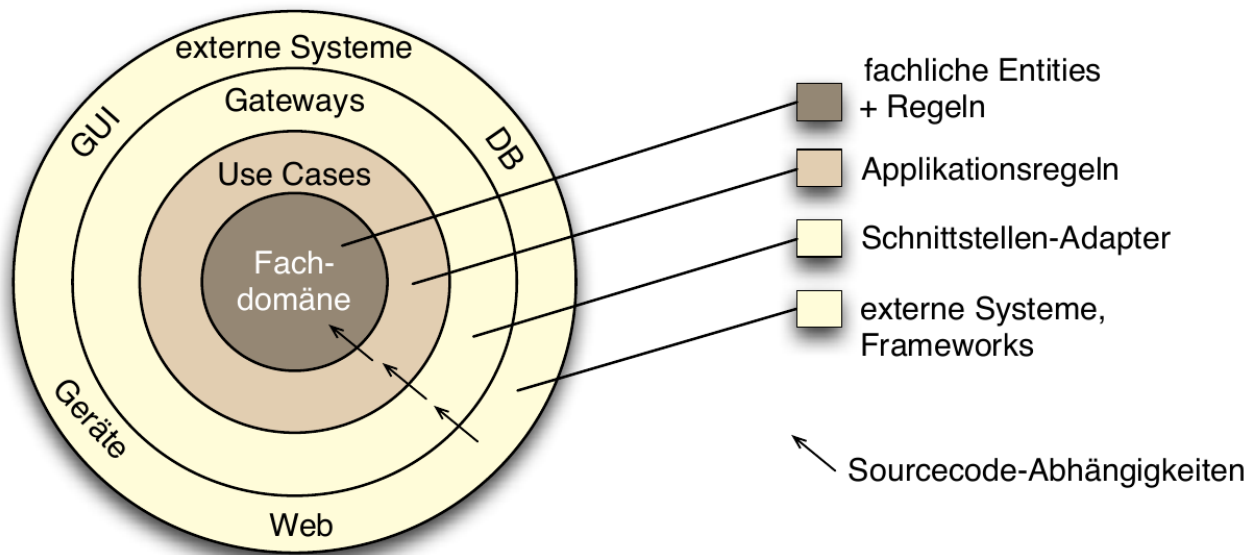 externe Systeme
GUI
Gateways
DB
Use Cases
Fach-
domäne
Geräte
Web
fachliche Entities
+ Regeln
Applikationsregeln
Schnittstellen-Adapter
externe Systeme,
Frameworks
Sourcecode-Abhängigkeiten